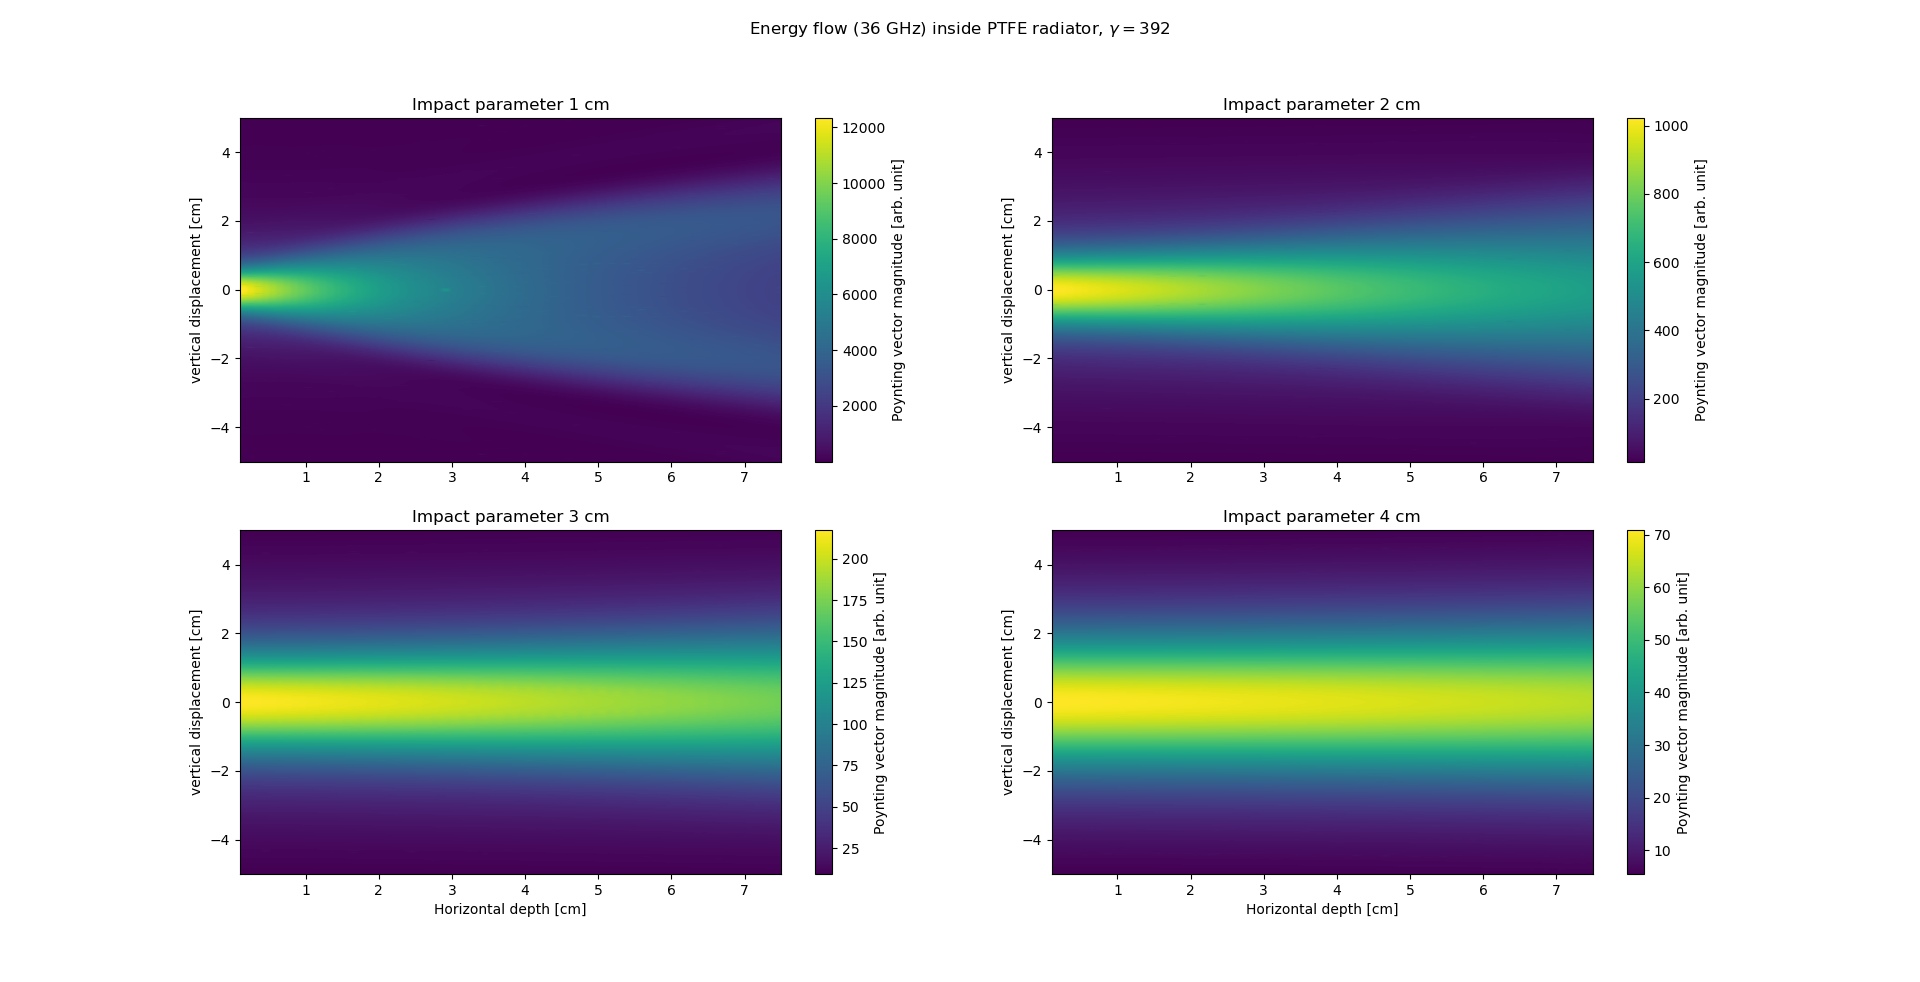 Energy flow (36 GHz) inside PTFE radiator, γ = 392
Impact parameter 1 cm
4
2
0
−2
−4
vertical displacement [cm]
1 2 3 4 5 6 7
12000
10000
8000
6000
4000
2000
Poynting vector magnitude [arb. unit]
Impact parameter 2 cm
4
2
0
−2
−4
vertical displacement [cm]
1 2 3 4 5 6 7
1000
800
600
400
200
Poynting vector magnitude [arb. unit]
Impact parameter 3 cm
4
2
0
−2
−4
vertical displacement [cm]
1 2 3 4 5 6 7
Horizontal depth [cm]
200
175
150
125
100
75
50
25
Poynting vector magnitude [arb. unit]
Impact parameter 4 cm
4
2
0
−2
−4
vertical displacement [cm]
1 2 3 4 5 6 7
Horizontal depth [cm]
70
60
50
40
30
20
10
Poynting vector magnitude [arb. unit]